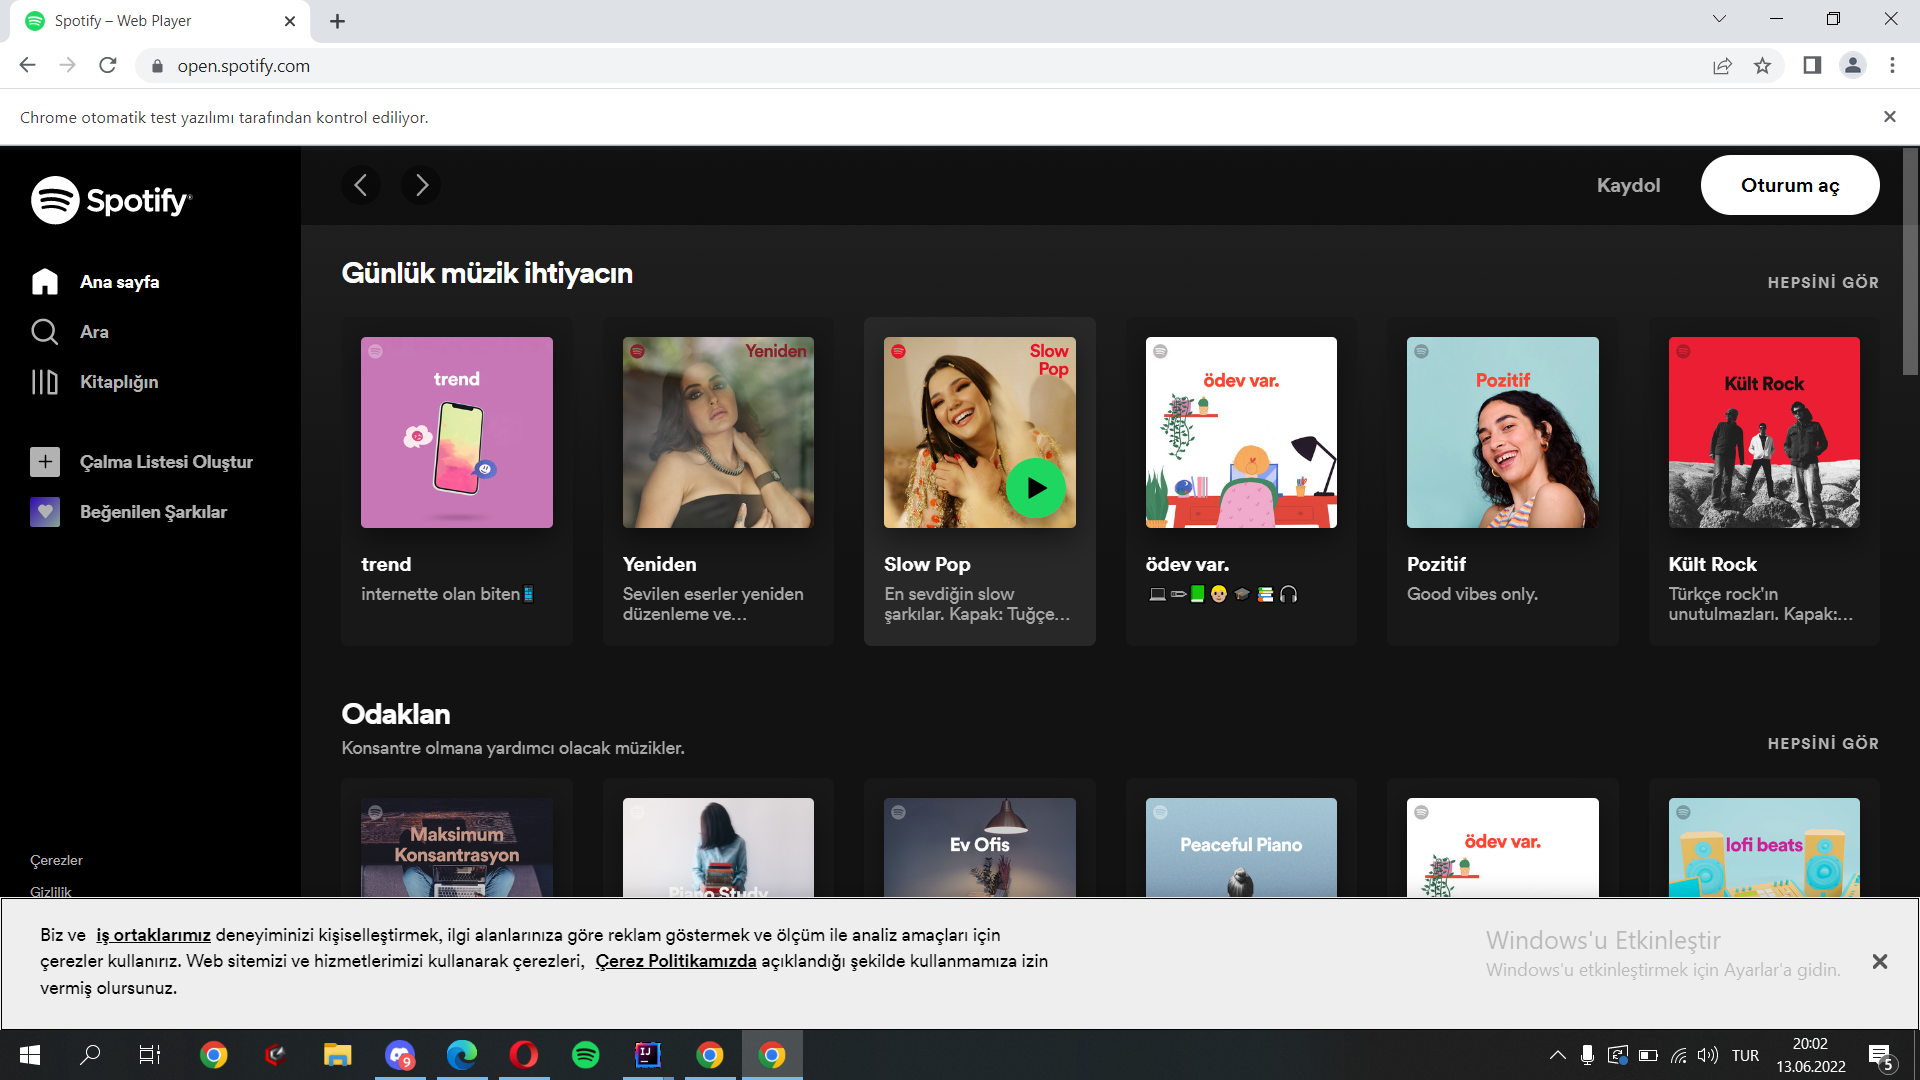 Spotify – Web Player
open.spotify.com
Chrome otomatik test yazılımı tarafından kontrol ediliyor.
Spotify
Kaydol
Oturum aç
Ana sayfa
Ara
Kitaplığın
Çalma Listesi Oluştur
Beğenilen Şarkılar
Çerezler
Gizlilik
Günlük müzik ihtiyacın
HEPSİNİ GÖR
trend
Yeniden
Slow
Pop
ödev var.
Pozitif
Kült Rock
trend
internette olan biten
Yeniden
Sevilen eserler yeniden
düzenleme ve...
Slow Pop
En sevdiğin slow
şarkılar. Kapak: Tuğçe...
ödev var.
Pozitif
Good vibes only.
Kült Rock
Türkçe rock'ın
unutulmazları. Kapak:...
Odaklan
Konsantre olmana yardımcı olacak müzikler.
HEPSİNİ GÖR
Maksimum
Konsantrasyon
Piano Study
Ev Ofis
Peaceful Piano
ödev var.
lofi beats
Biz ve iş ortaklarımız deneyiminizi kişiselleştirmek, ilgi alanlarınıza göre reklam göstermek ve ölçüm ile analiz amaçları için
çerezler kullanırız. Web sitemizi ve hizmetlerimizi kullanarak çerezleri, Çerez Politikamızda açıklandığı şekilde kullanmamıza izin
vermiş olursunuz.
Windows'u Etkinleştir
Windows'u etkinleştirmek için Ayarlar'a gidin.
9
IJ
TUR
20:02
13.06.2022
5